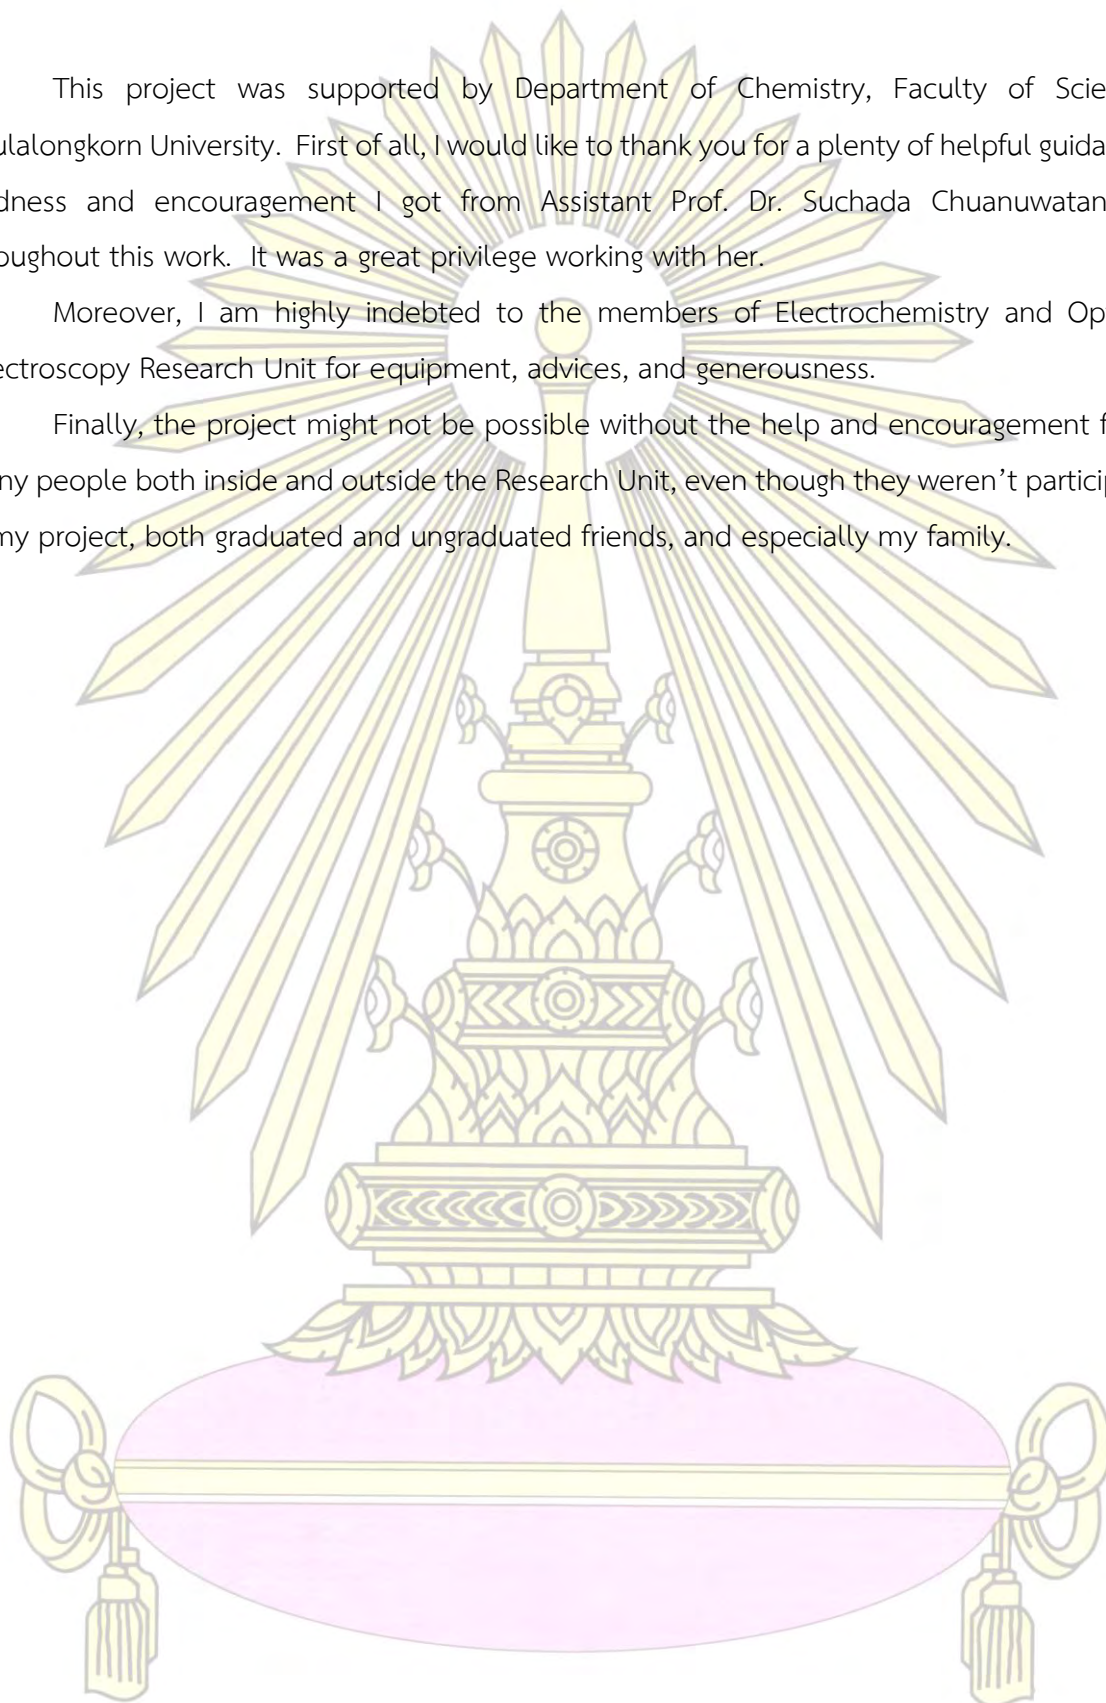 This project was supported by Department of Chemistry, Faculty of Scie
ulalongkorn University. First of all, I would like to thank you for a plenty of helpful guida
dness and encouragement I got from Assistant Prof. Dr. Suchada Chuanuwatan
oughout this work. It was a great privilege working with her.
Moreover, I am highly indebted to the members of Electrochemistry and Op
ectroscopy Research Unit for equipment, advices, and generousness.
Finally, the project might not be possible without the help and encouragement f
ny people both inside and outside the Research Unit, even though they weren't particip
my project, both graduated and ungraduated friends, and especially my family.